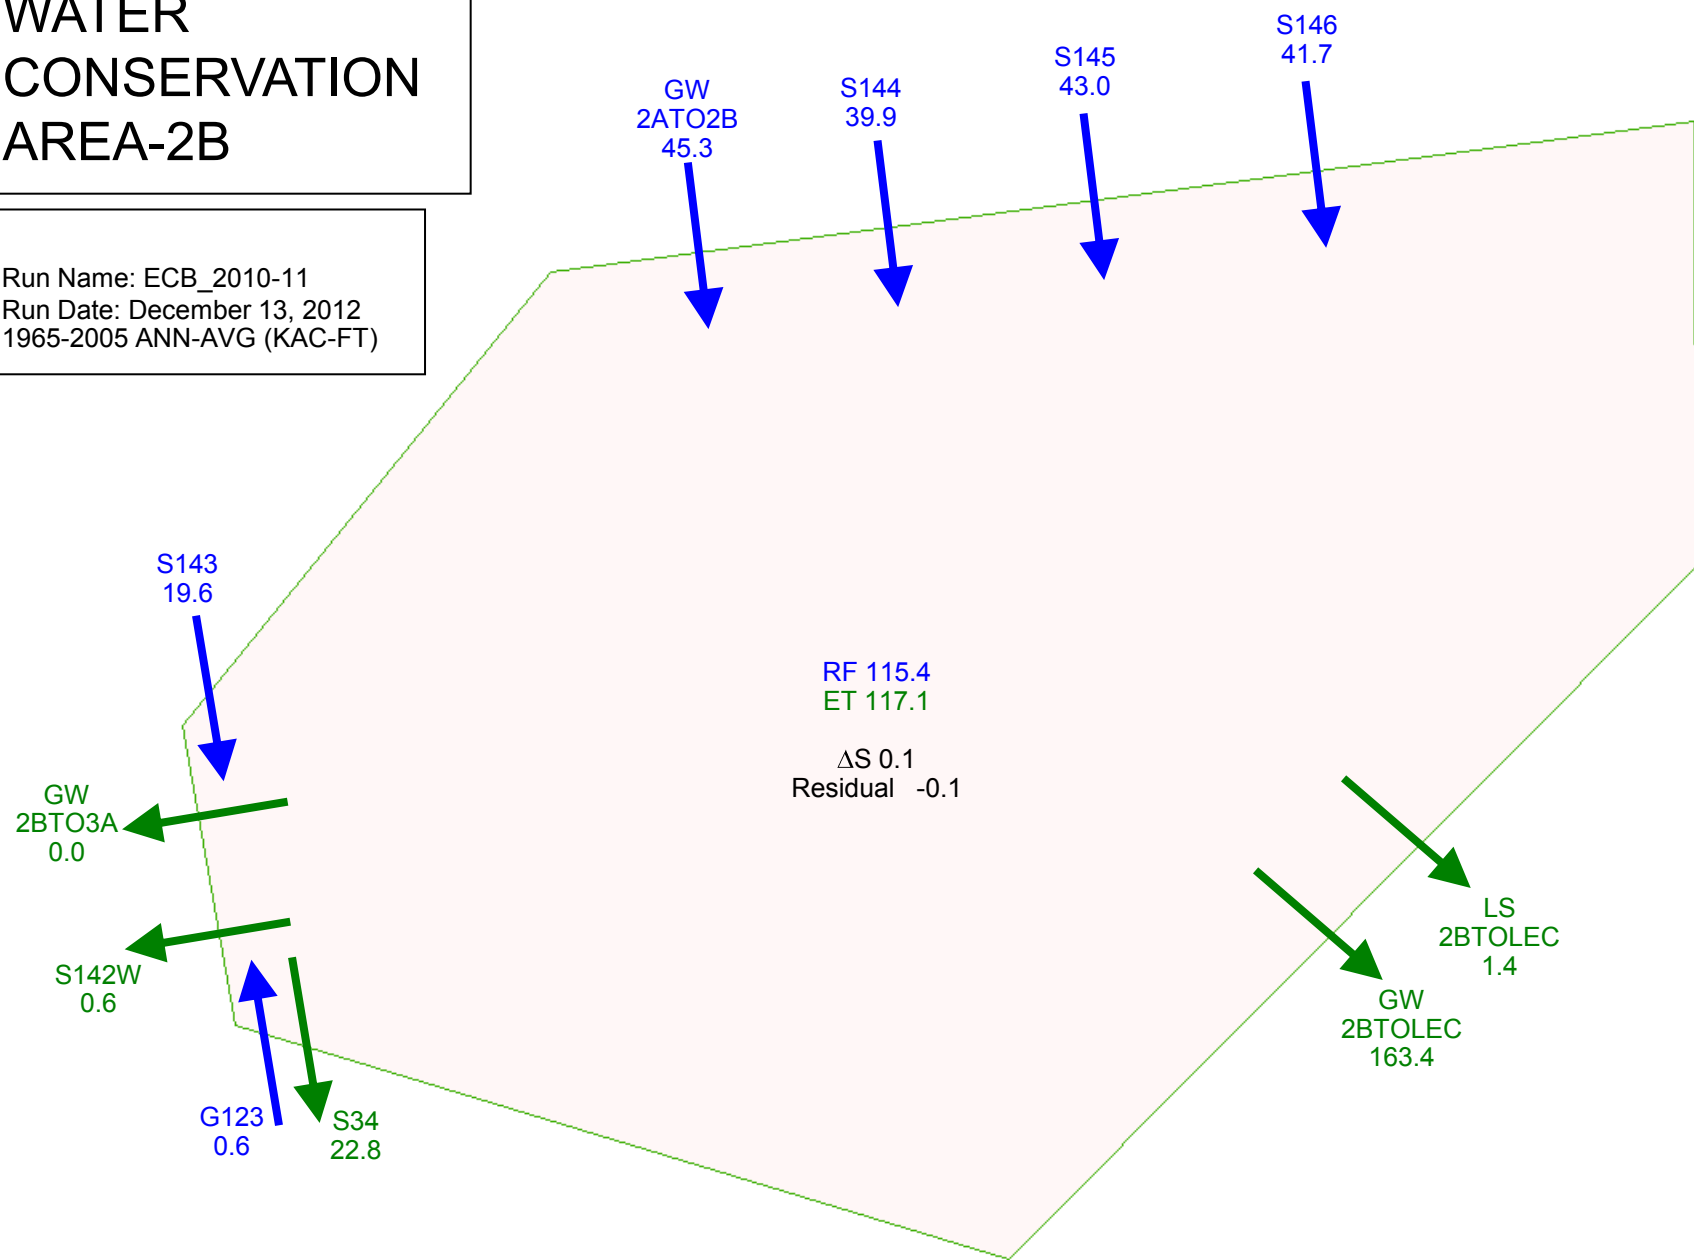 WATER
CONSERVATION
AREA-2B
Run Name: ECB_2010-11
Run Date: December 13, 2012
1965-2005 ANN-AVG (KAC-FT)
GW
2ATO2B
45.3
S144
39.9
S145
43.0
S146
41.7
S143
19.6
RF 115.4
ET 117.1
ΔS 0.1
Residual -0.1
GW
2BTO3A
0.0
S142W
0.6
G123
0.6
S34
22.8
LS
2BTOLEC
1.4
GW
2BTOLEC
163.4